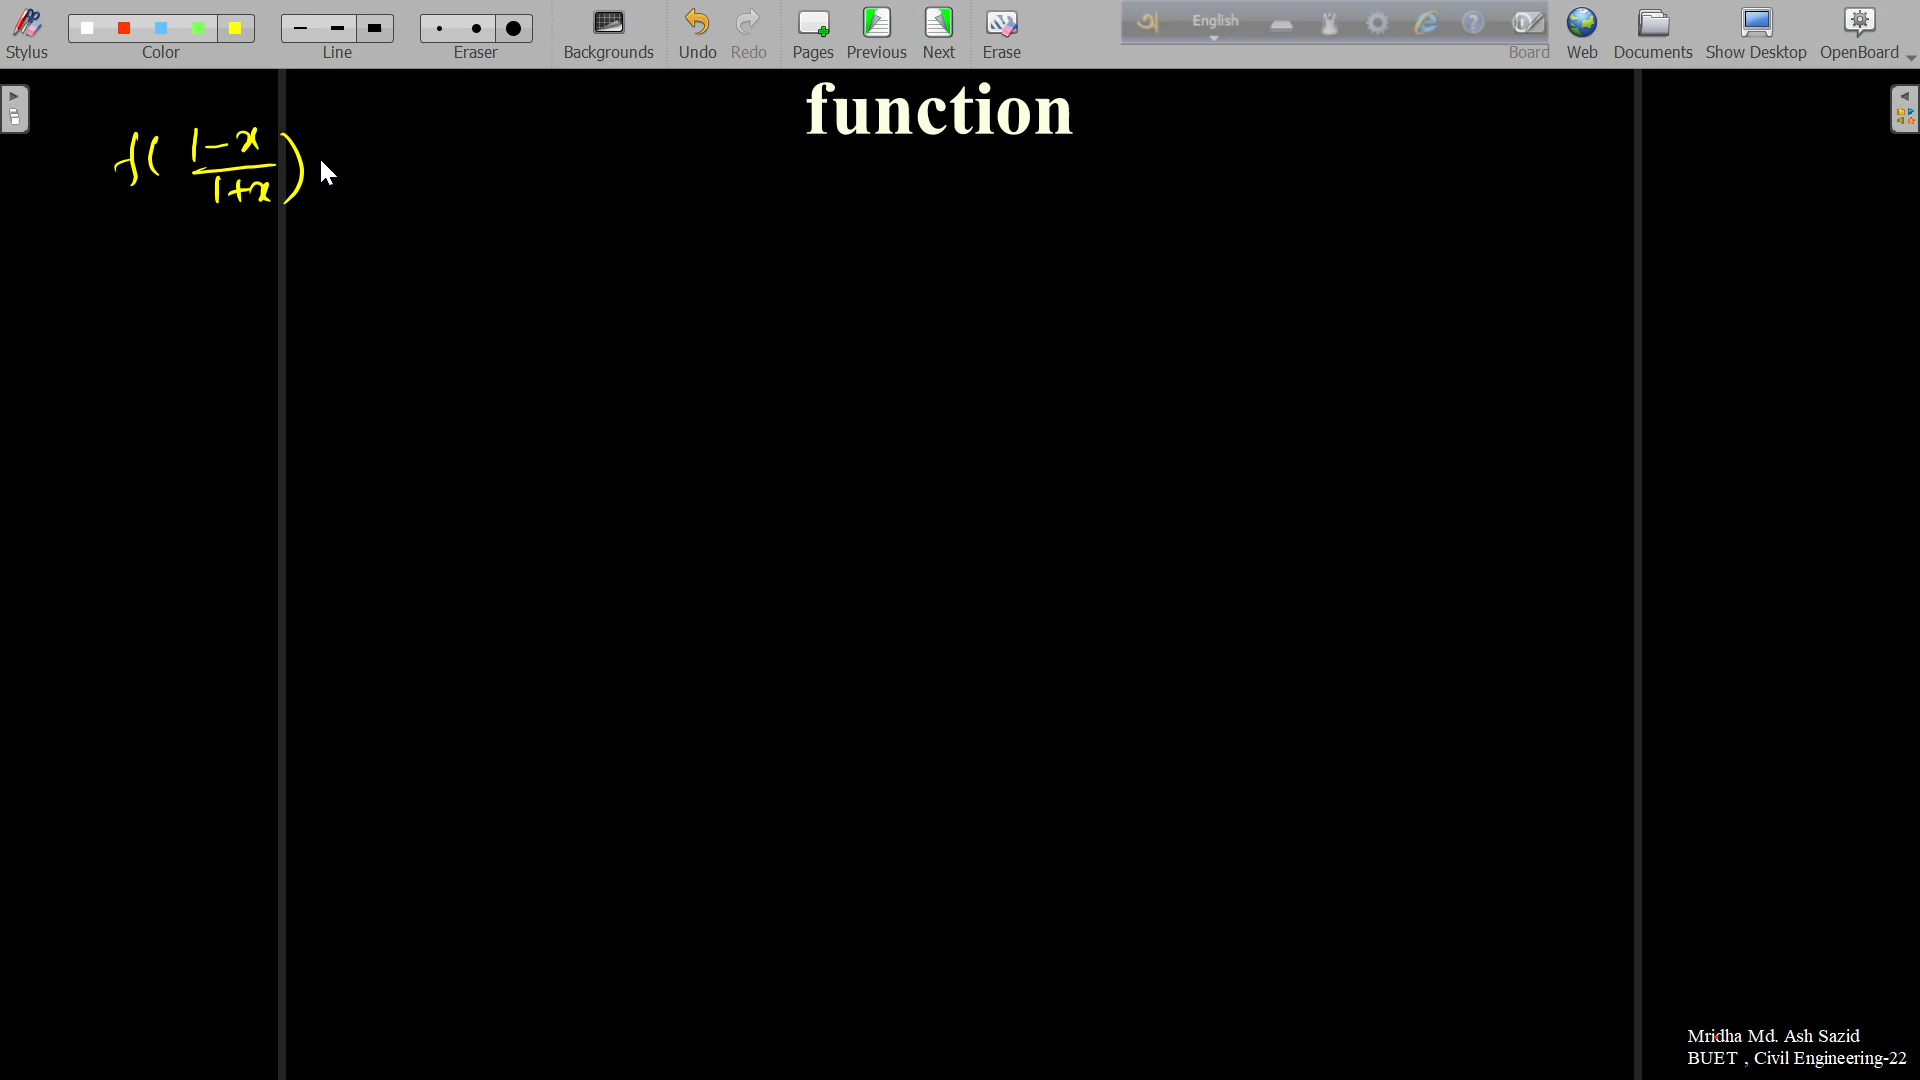 Stylus Color Line Eraser Backgrounds Undo Redo Pages Previous Next Erase English Board Web Documents Show Desktop OpenBoard
function
f( 1-x / 1+x )
Mridha Md. Ash Sazid
BUET , Civil Engineering-22